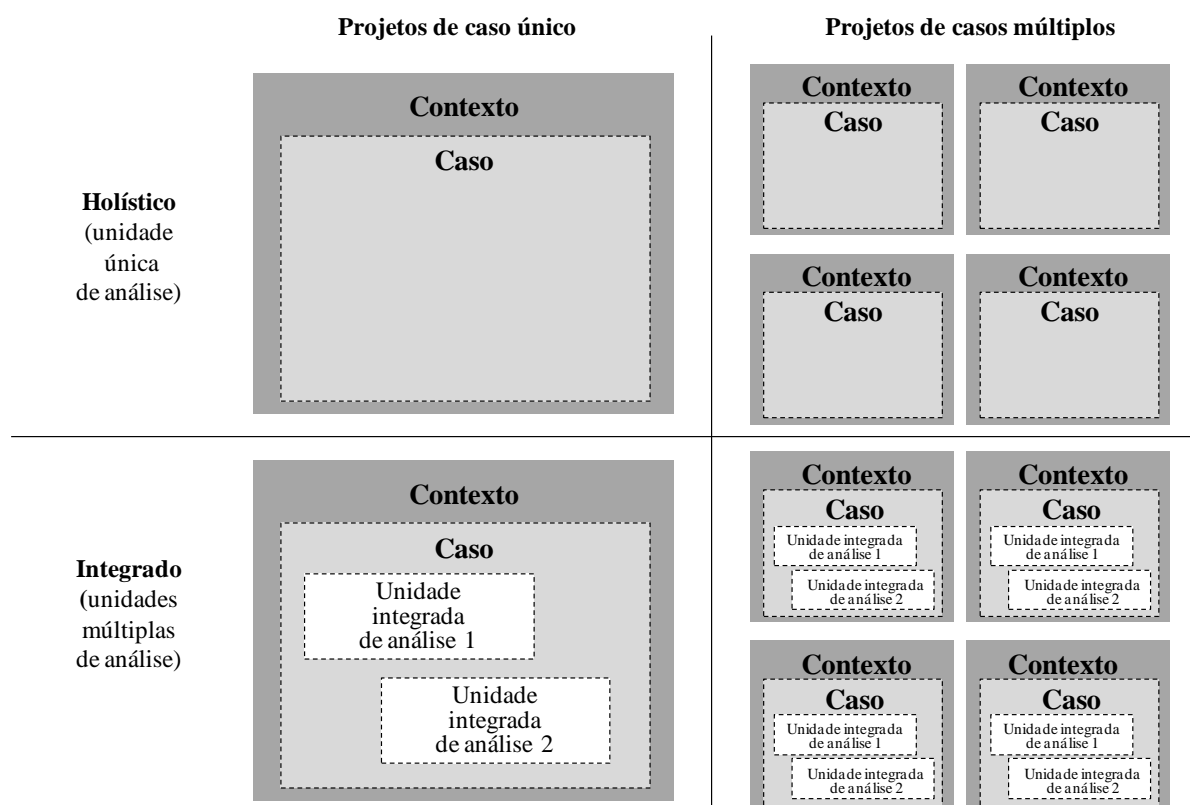 Projetos de caso único
Projetos de casos múltiplos
Holístico
(unidade
única
de análise)
Contexto
Caso
Contexto
Caso
Contexto
Caso
Contexto
Caso
Contexto
Caso
Integrado
(unidades
múltiplas
de análise)
Contexto
Caso
Unidade
integrada
de análise 1
Unidade
integrada
de análise 2
Contexto
Caso
Unidade integrada
de análise 1
Unidade integrada
de análise 2
Contexto
Caso
Unidade integrada
de análise 1
Unidade integrada
de análise 2
Contexto
Caso
Unidade integrada
de análise 1
Unidade integrada
de análise 2
Contexto
Caso
Unidade integrada
de análise 1
Unidade integrada
de análise 2